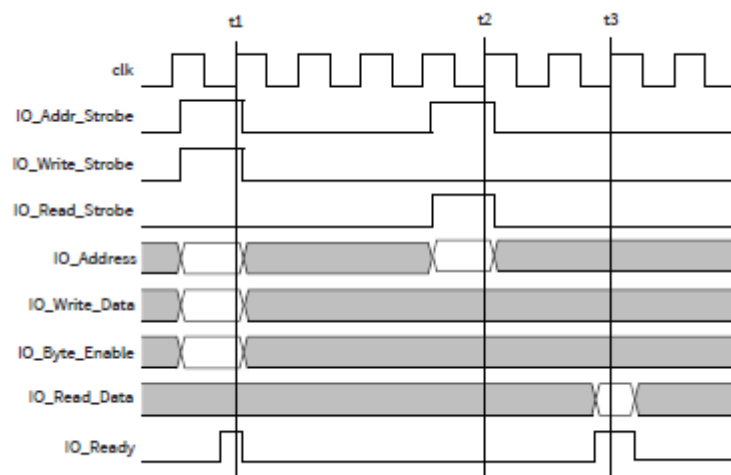 t1 t2 t3
clk
IO_Addr_Strobe
IO_Write_Strobe
IO_Read_Strobe
IO_Address
IO_Write_Data
IO_Byte_Enable
IO_Read_Data
IO_Ready